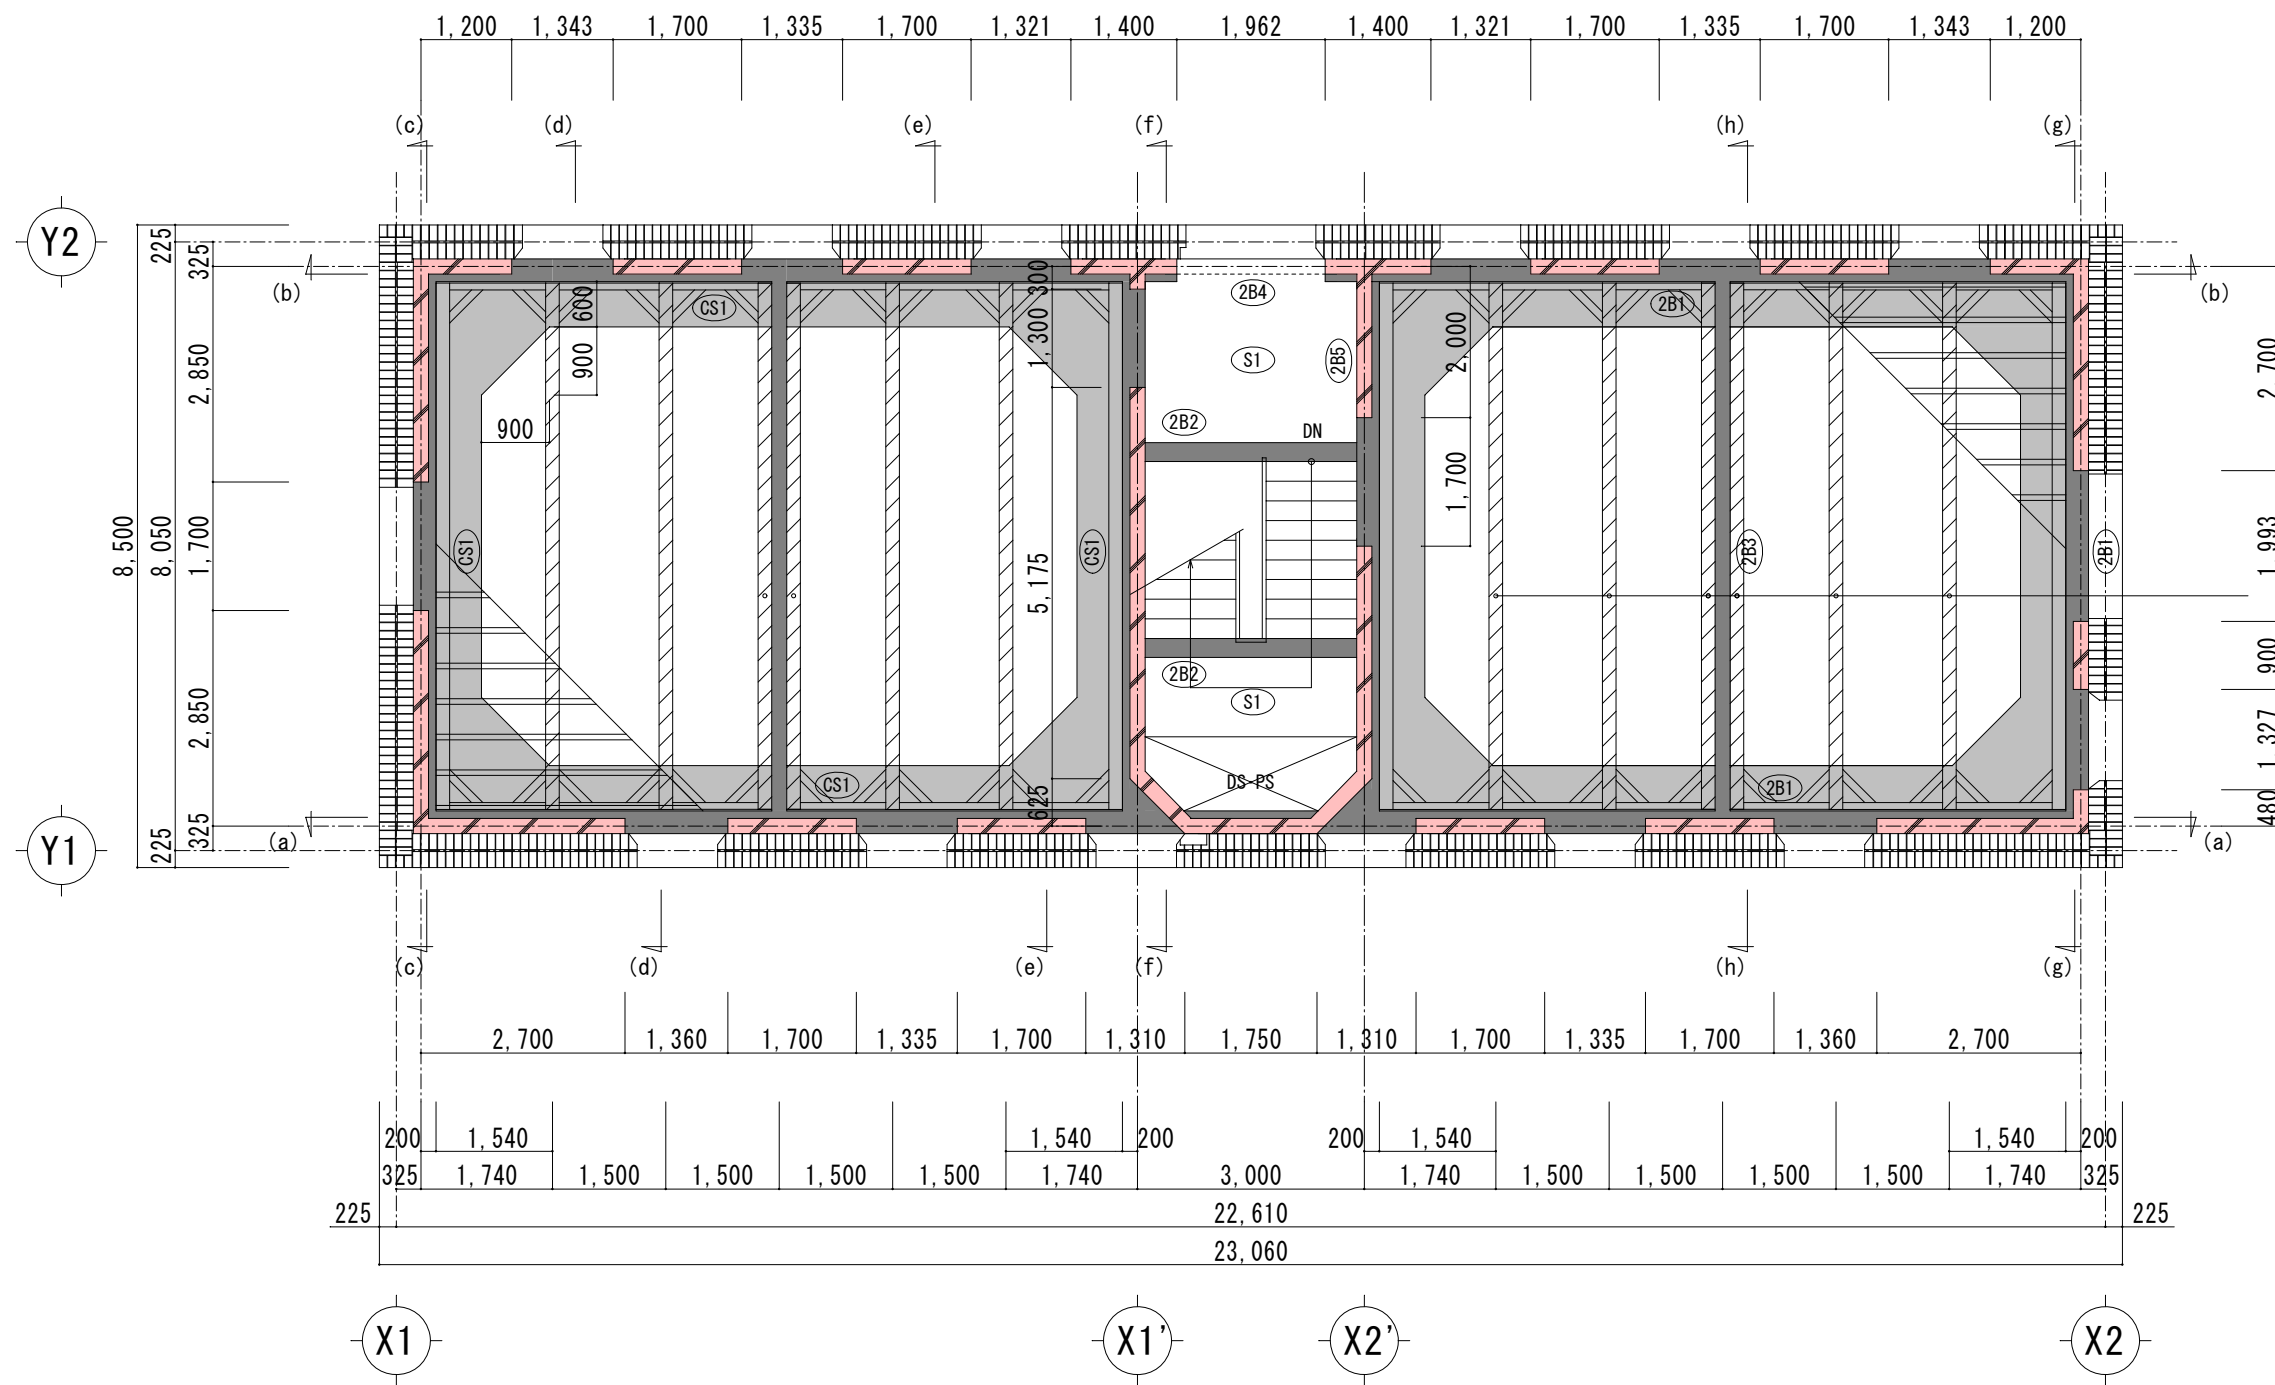 1,200 1,343 1,700 1,335 1,700 1,321 1,400 1,962 1,400 1,321 1,700 1,335 1,700 1,343 1,200
(c) (d) (e) (f) (h) (g)
Y2
225
325
(b)
(b)
2B4
CS1
2B1
600
300
900
1,300
2,000
S1
2B5
2,850
2,700
900
2B2
DN
1,700
8,500
8,050
1,700
CS1
CS1
5,175
2B3
2B1
1,993
900
2B2
S1
2,850
1,327
DS-PS
CS1
2B1
625
480
325
225
Y1
(a)
(a)
(c) (d) (e) (f) (h) (g)
2,700 1,360 1,700 1,335 1,700 1,310 1,750 1,310 1,700 1,335 1,700 1,360 2,700
200 1,540 1,540 200 200 1,540 1,540 200
325 1,740 1,500 1,500 1,500 1,500 1,740 3,000 1,740 1,500 1,500 1,500 1,500 1,740 325
225 22,610 225
23,060
X1 X1' X2' X2